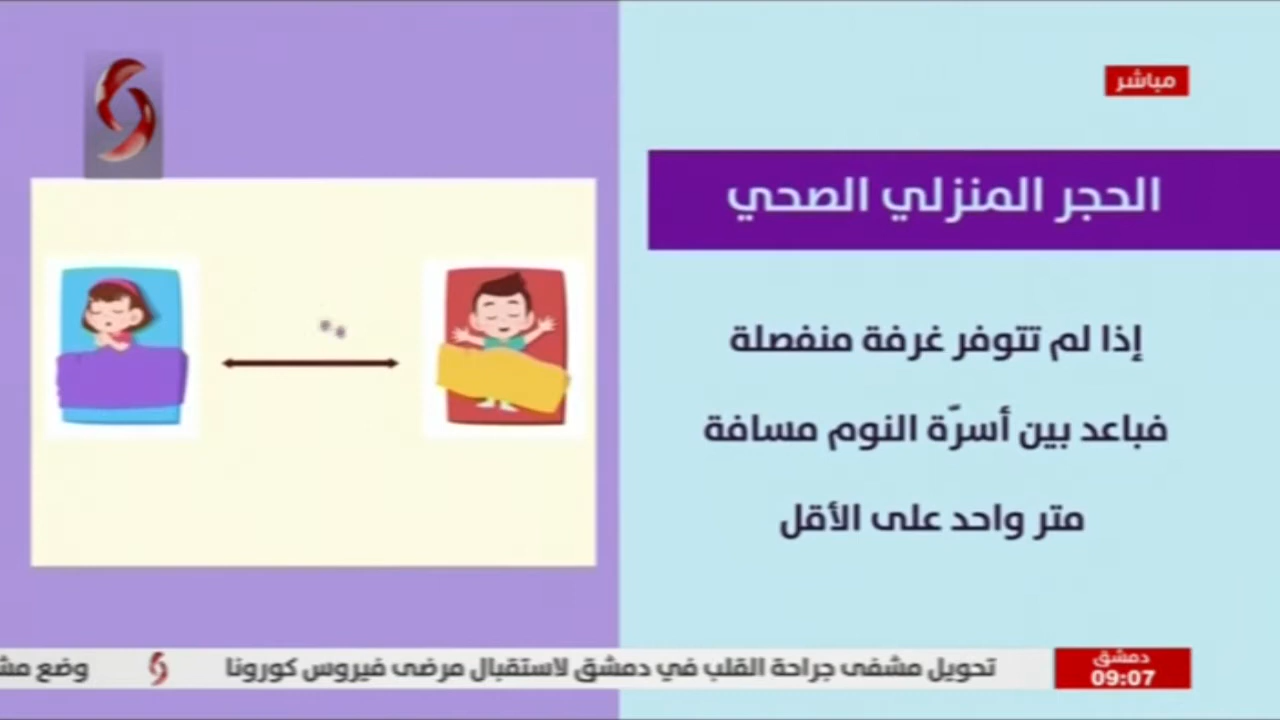 مباشر
الحجر المنزلي الصحي
إذا لم تتوفر غرفة منفصلة
فباعد بين أسرّة النوم مسافة
متر واحد على الأقل
دمشق
09:07
تحويل مشفى جراحة القلب في دمشق لاستقبال مرضى فيروس كورونا
وضع